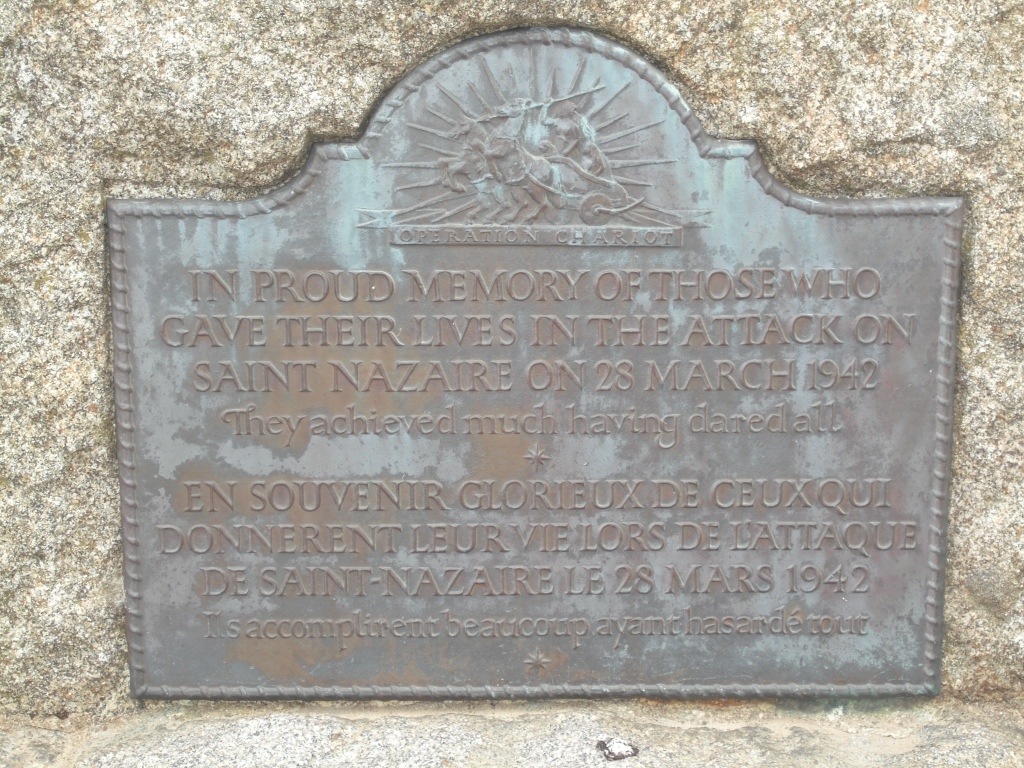 OPERATION CHARIOT
IN PROUD MEMORY OF THOSE WHO
GAVE THEIR LIVES IN THE ATTACK ON
SAINT NAZAIRE ON 28 MARCH 1942
They achieved much having dared all
EN SOUVENIR GLORIEUX DE CEUX QUI
DONNERENT LEUR VIE LORS DE L'ATTAQUE
DE SAINT-NAZAIRE LE 28 MARS 1942
Ils accomplirent beaucoup ayant hasardé tout